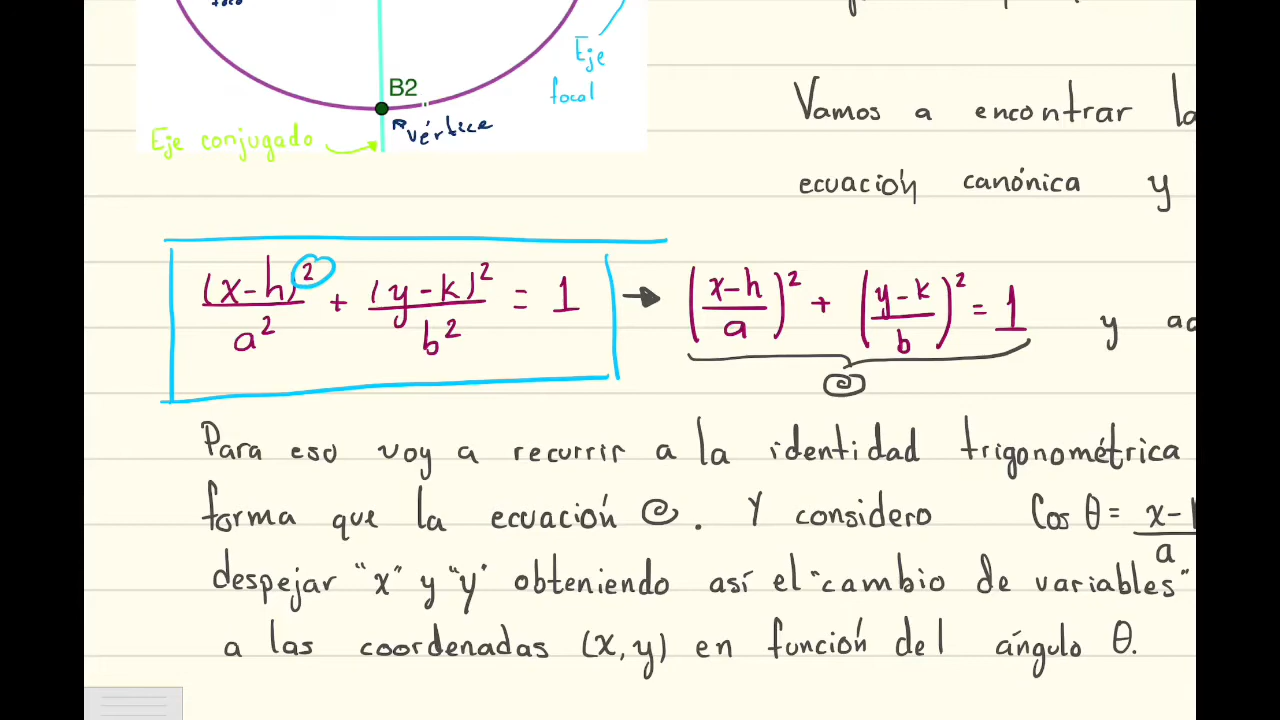 foco
Eje
focal
B2
vértice
Eje conjugado
Vamos a encontrar la
ecuación canónica y
(x-h)²/a² + (y-k)²/b² = 1 → ((x-h)/a)² + ((y-k)/b)² = 1 y
Para eso voy a recurrir a la identidad trigonométrica
forma que la ecuación . Y considero Cos θ = x-h/a
despejar "x" y "y" obteniendo así el "cambio de variables"
a las coordenadas (x, y) en función del ángulo θ.